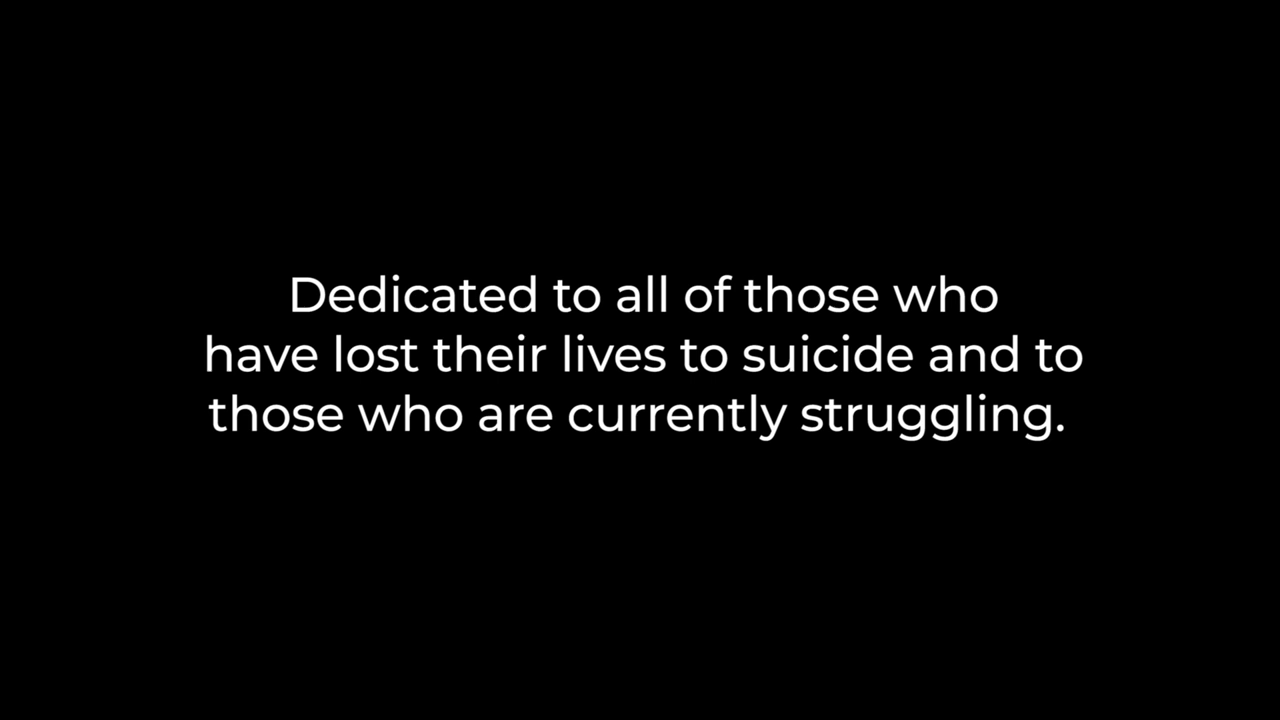 Dedicated to all of those who
have lost their lives to suicide and to
those who are currently struggling.